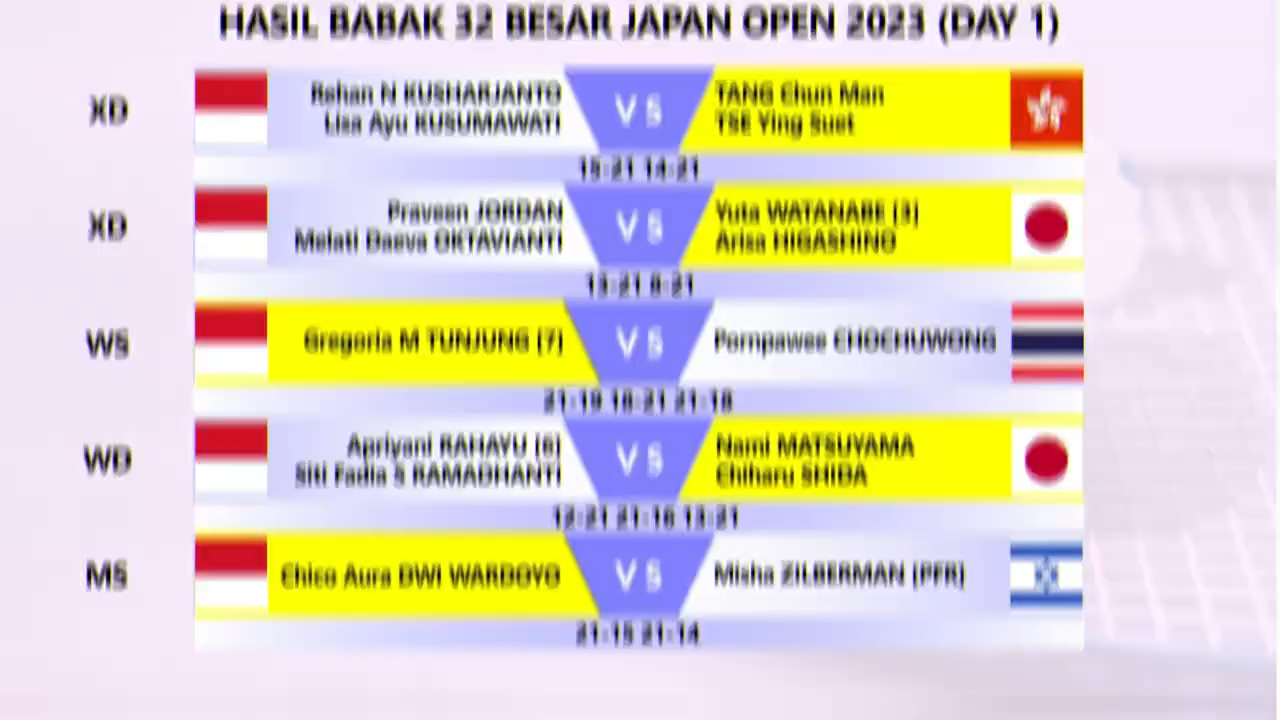 HASIL BABAK 32 BESAR JAPAN OPEN 2023 (DAY 1)
XD
Rehan N KUSHARJANTO
Lisa Ayu KUSUMAWATI
VS
TANG Chun Man
TSE Ying Suet
15-21 14-21
XD
Praveen JORDAN
Melati Daeva OKTAVIANTI
VS
Yuta WATANABE [3]
Arisa HIGASHINO
13-21 8-21
WS
Gregoria M TUNJUNG [7]
VS
Pornpawee CHOCHUWONG
21-19 18-21 21-18
WD
Apriyani RAHAYU [6]
Siti Fadia S RAMADHANTI
VS
Nami MATSUYAMA
Chiharu SHIDA
12-21 21-16 13-21
MS
Chico Aura DWI WARDOYO
VS
Misha ZILBERMAN [PFR]
21-15 21-14